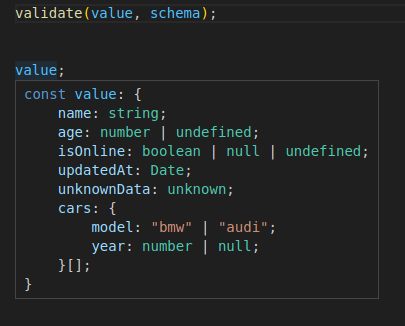 validate(value, schema);
value;
const value: {
    name: string;
    age: number | undefined;
    isOnline: boolean | null | undefined;
    updatedAt: Date;
    unknownData: unknown;
    cars: {
        model: "bmw" | "audi";
        year: number | null;
    }[];
}